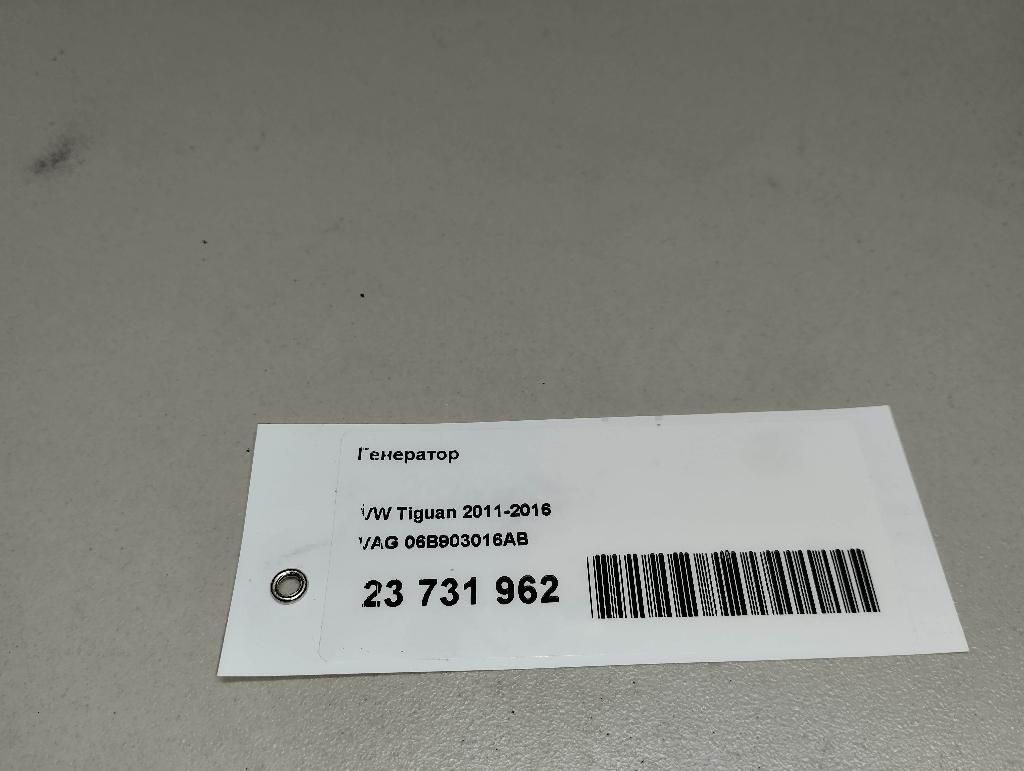 Генератор
VW Tiguan 2011-2016
VAG 06B903016AB
23 731 962